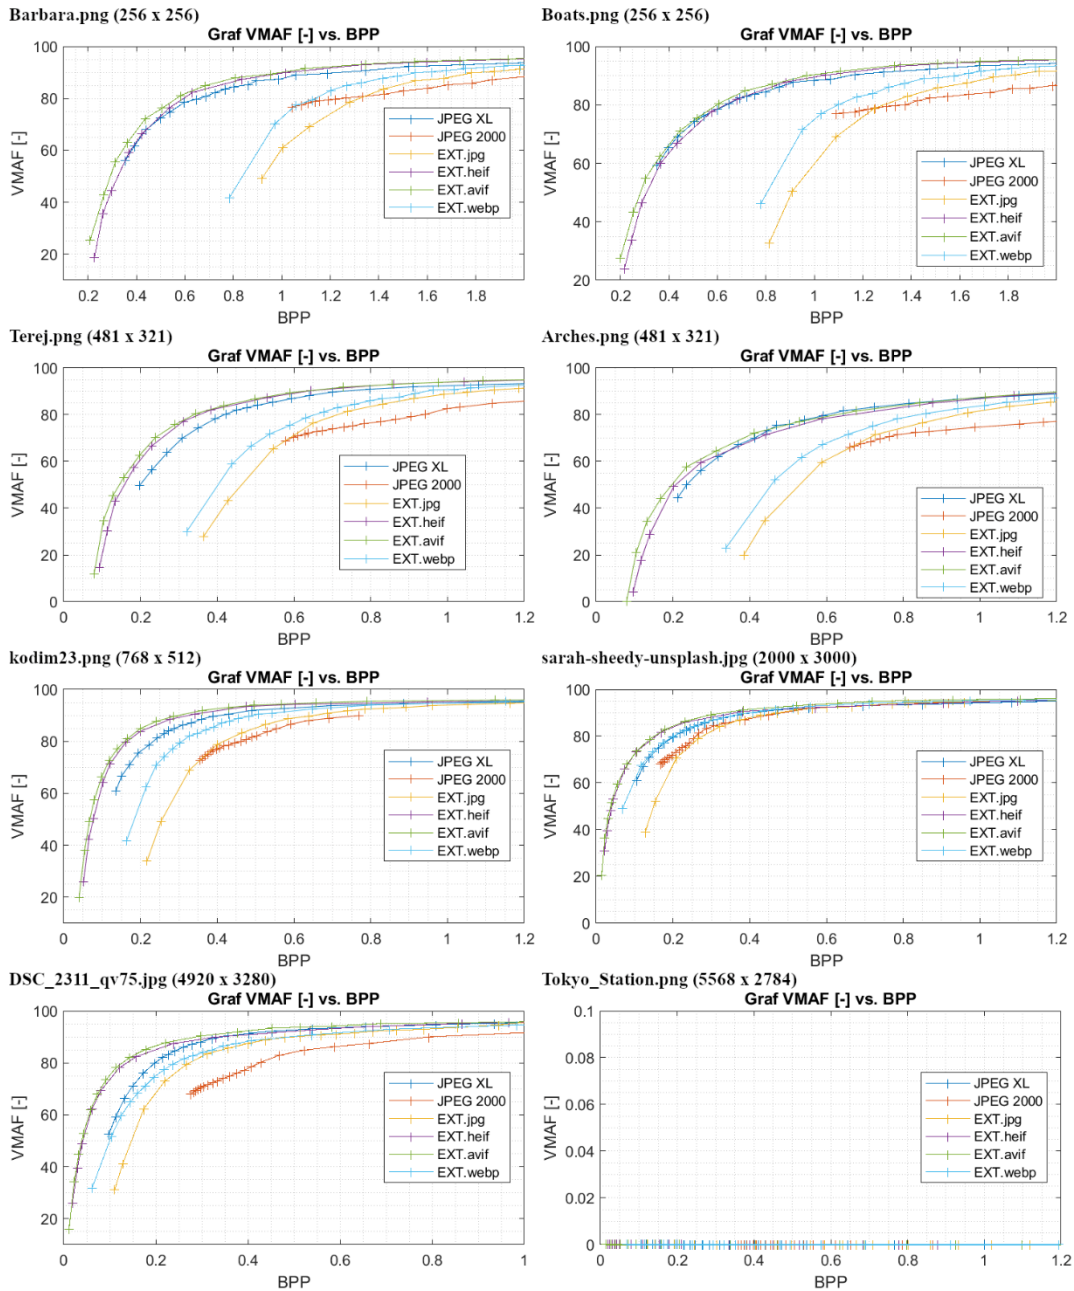 Barbara.png (256 x 256)
Graf VMAF [-] vs. BPP
100
80
60
40
20
VMAF [-]
0.2 0.4 0.6 0.8 1 1.2 1.4 1.6 1.8
BPP
JPEG XL
JPEG 2000
EXT.jpg
EXT.heif
EXT.avif
EXT.webp
Boats.png (256 x 256)
Graf VMAF [-] vs. BPP
100
80
60
40
20
VMAF [-]
0.2 0.4 0.6 0.8 1 1.2 1.4 1.6 1.8
BPP
JPEG XL
JPEG 2000
EXT.jpg
EXT.heif
EXT.avif
EXT.webp
Terej.png (481 x 321)
Graf VMAF [-] vs. BPP
100
80
60
40
20
0
VMAF [-]
0 0.2 0.4 0.6 0.8 1 1.2
BPP
JPEG XL
JPEG 2000
EXT.jpg
EXT.heif
EXT.avif
EXT.webp
Arches.png (481 x 321)
Graf VMAF [-] vs. BPP
100
80
60
40
20
0
VMAF [-]
0 0.2 0.4 0.6 0.8 1 1.2
BPP
JPEG XL
JPEG 2000
EXT.jpg
EXT.heif
EXT.avif
EXT.webp
kodim23.png (768 x 512)
Graf VMAF [-] vs. BPP
100
80
60
40
20
VMAF [-]
0 0.2 0.4 0.6 0.8 1 1.2
BPP
JPEG XL
JPEG 2000
EXT.jpg
EXT.heif
EXT.avif
EXT.webp
sarah-sheedy-unsplash.jpg (2000 x 3000)
Graf VMAF [-] vs. BPP
100
80
60
40
20
0
VMAF [-]
0 0.2 0.4 0.6 0.8 1 1.2
BPP
JPEG XL
JPEG 2000
EXT.jpg
EXT.heif
EXT.avif
EXT.webp
DSC_2311_qv75.jpg (4920 x 3280)
Graf VMAF [-] vs. BPP
100
80
60
40
20
VMAF [-]
0 0.2 0.4 0.6 0.8 1
BPP
JPEG XL
JPEG 2000
EXT.jpg
EXT.heif
EXT.avif
EXT.webp
Tokyo_Station.png (5568 x 2784)
Graf VMAF [-] vs. BPP
0.1
0.08
0.06
0.04
0.02
0
VMAF [-]
0 0.2 0.4 0.6 0.8 1 1.2
BPP
JPEG XL
JPEG 2000
EXT.jpg
EXT.heif
EXT.avif
EXT.webp